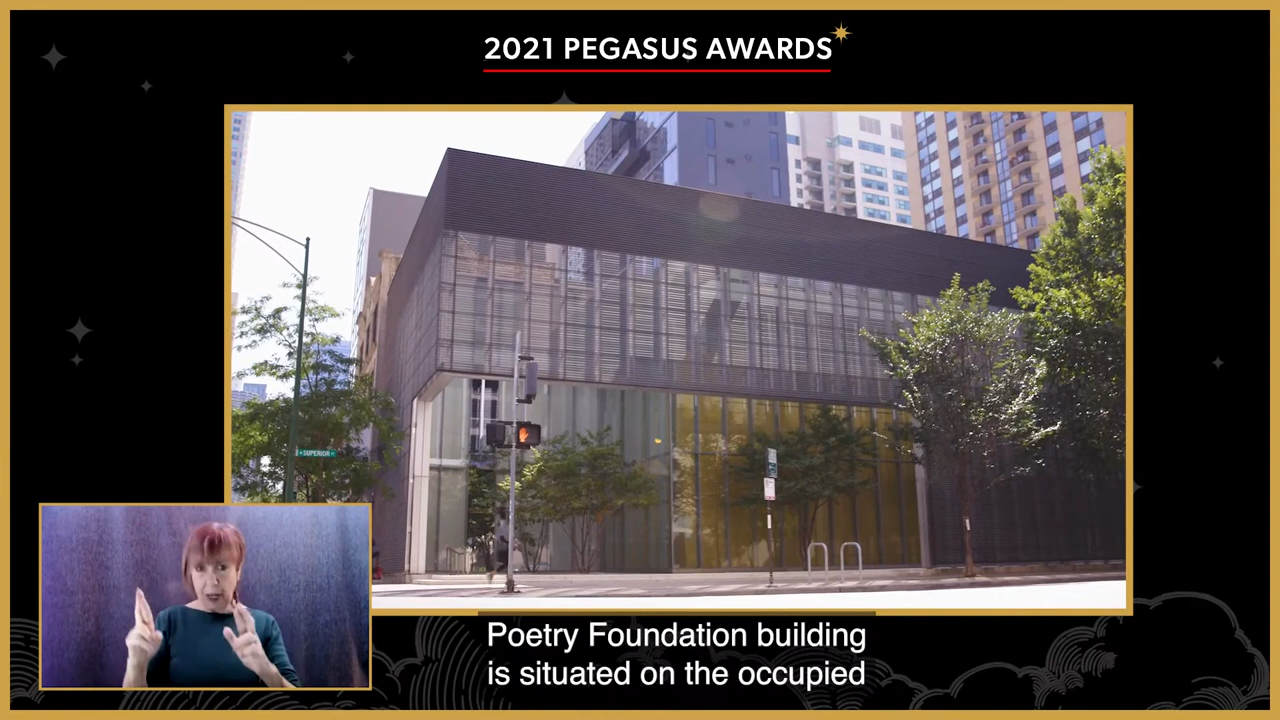 2021 PEGASUS AWARDS
SUPERIOR
Poetry Foundation building
is situated on the occupied